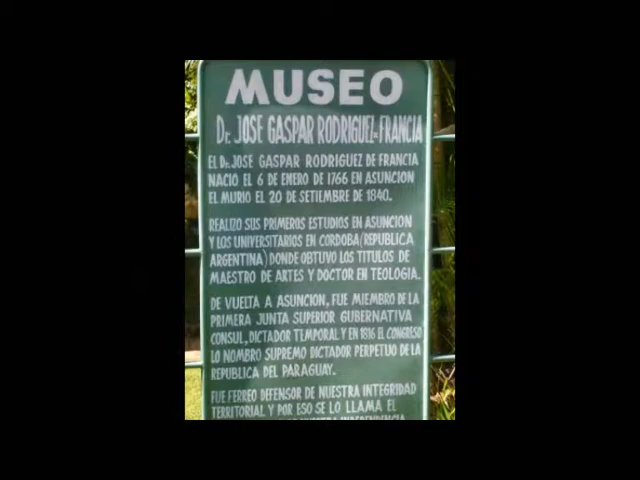 MUSEO
Dr. JOSE GASPAR RODRIGUEZ=FRANCIA
EL Dr. JOSE GASPAR RODRIGUEZ DE FRANCIA
NACIO EL 6 DE ENERO DE 1766 EN ASUNCION
EL MURIO EL 20 DE SETIEMBRE DE 1840.
REALIZO SUS PRIMEROS ESTUDIOS EN ASUNCION
Y LOS UNIVERSITARIOS EN CORDOBA (REPUBLICA
ARGENTINA) DONDE OBTUVO LOS TITULOS DE
MAESTRO DE ARTES Y DOCTOR EN TEOLOGIA.
DE VUELTA A ASUNCION, FUE MIEMBRO DE LA
PRIMERA JUNTA SUPERIOR GUBERNATIVA
CONSUL, DICTADOR TEMPORAL Y EN 1816 EL CONGRESO
LO NOMBRO SUPREMO DICTADOR PERPETUO DE LA
REPUBLICA DEL PARAGUAY.
FUE FERREO DEFENSOR DE NUESTRA INTEGRIDAD
TERRITORIAL Y POR ESO SE LO LLAMA EL